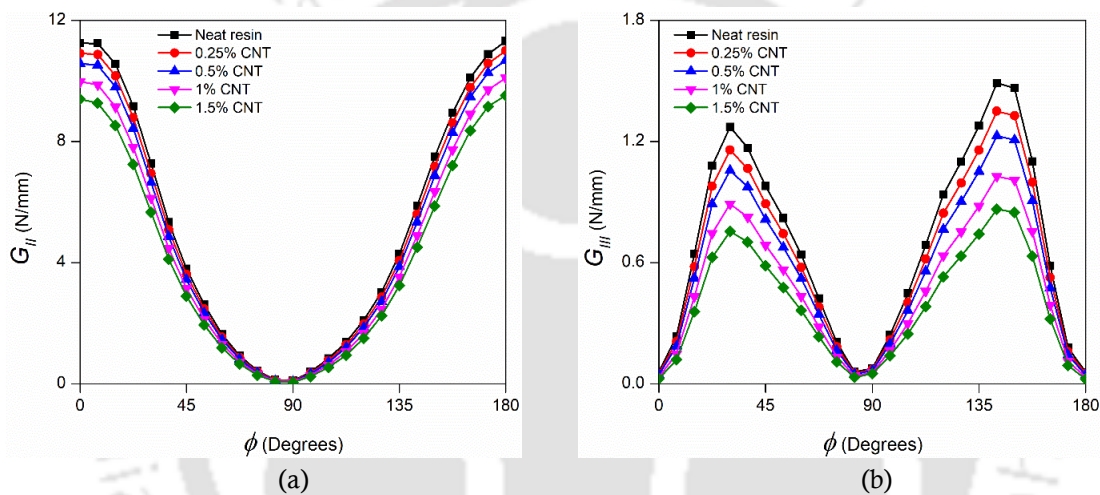 12
8
4
0
G_II (N/mm)
Neat resin
0.25% CNT
0.5% CNT
1% CNT
1.5% CNT
0 45 90 135 180
ϕ (Degrees)
(a)
1.8
1.2
0.6
0.0
G_III (N/mm)
Neat resin
0.25% CNT
0.5% CNT
1% CNT
1.5% CNT
0 45 90 135 180
ϕ (Degrees)
(b)